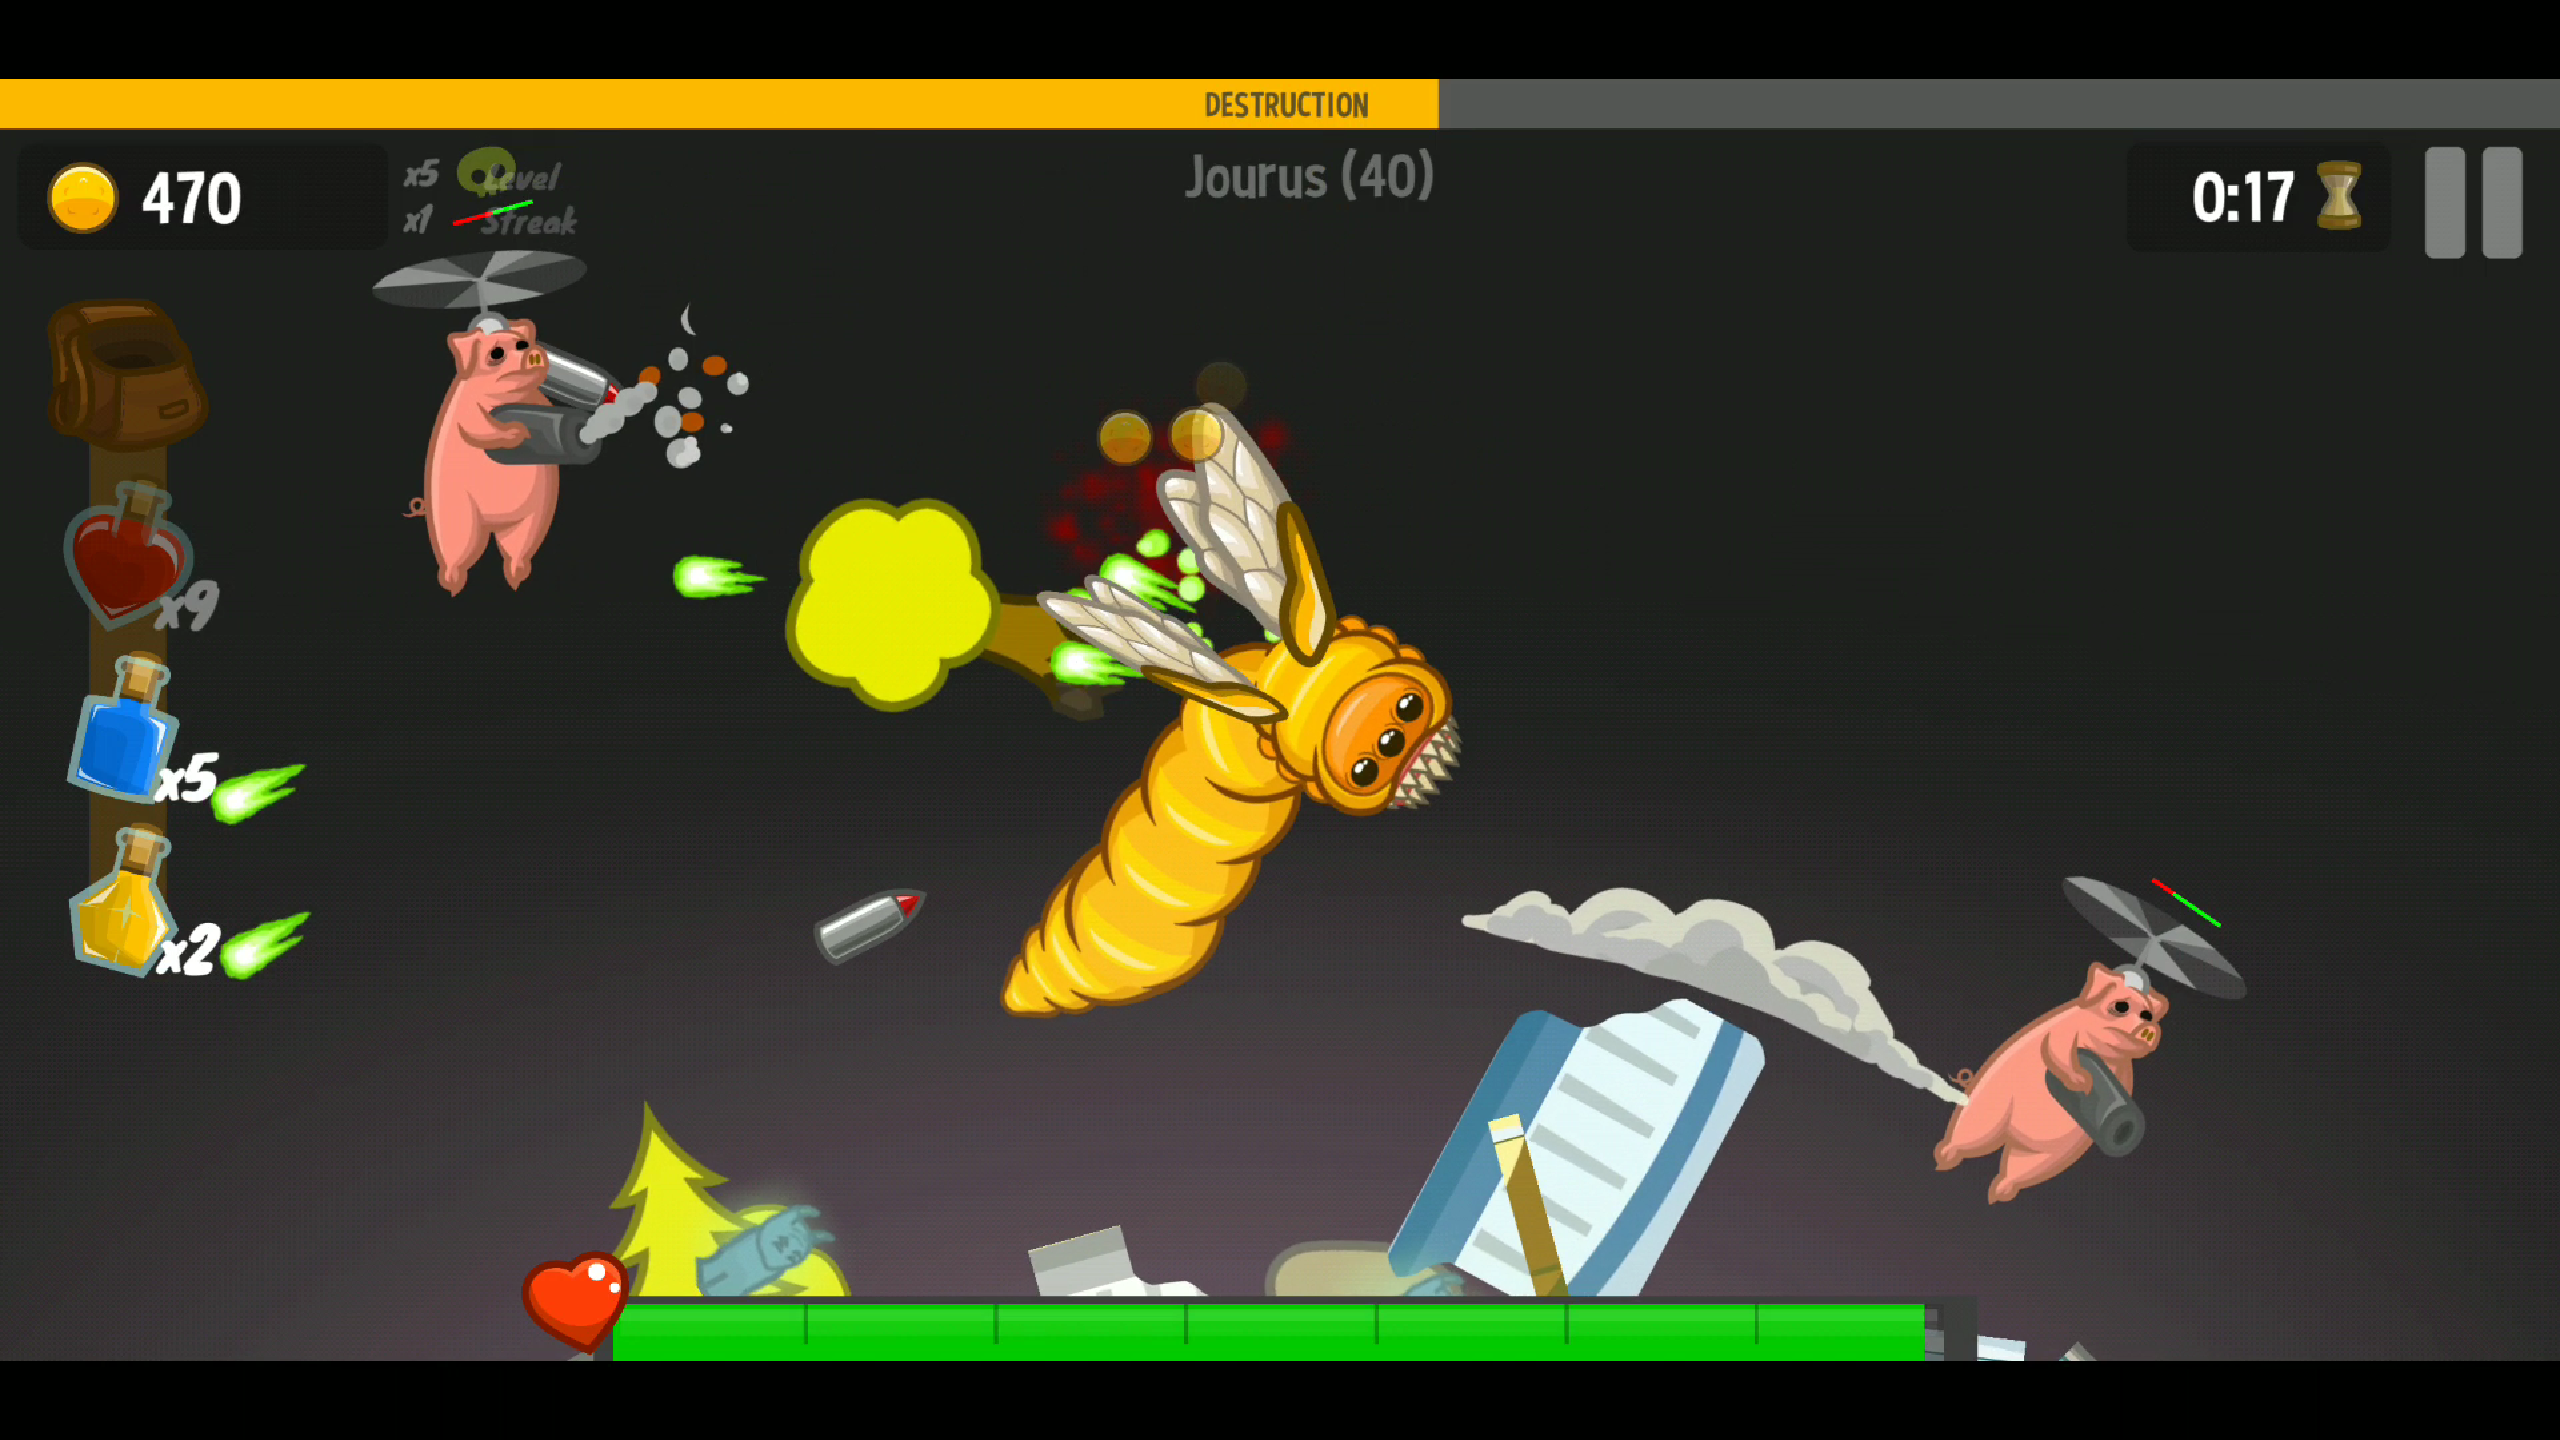 DESTRUCTION
470
x5 Level
x1 Streak
Jourus (40)
0:17
x9
x5
x2